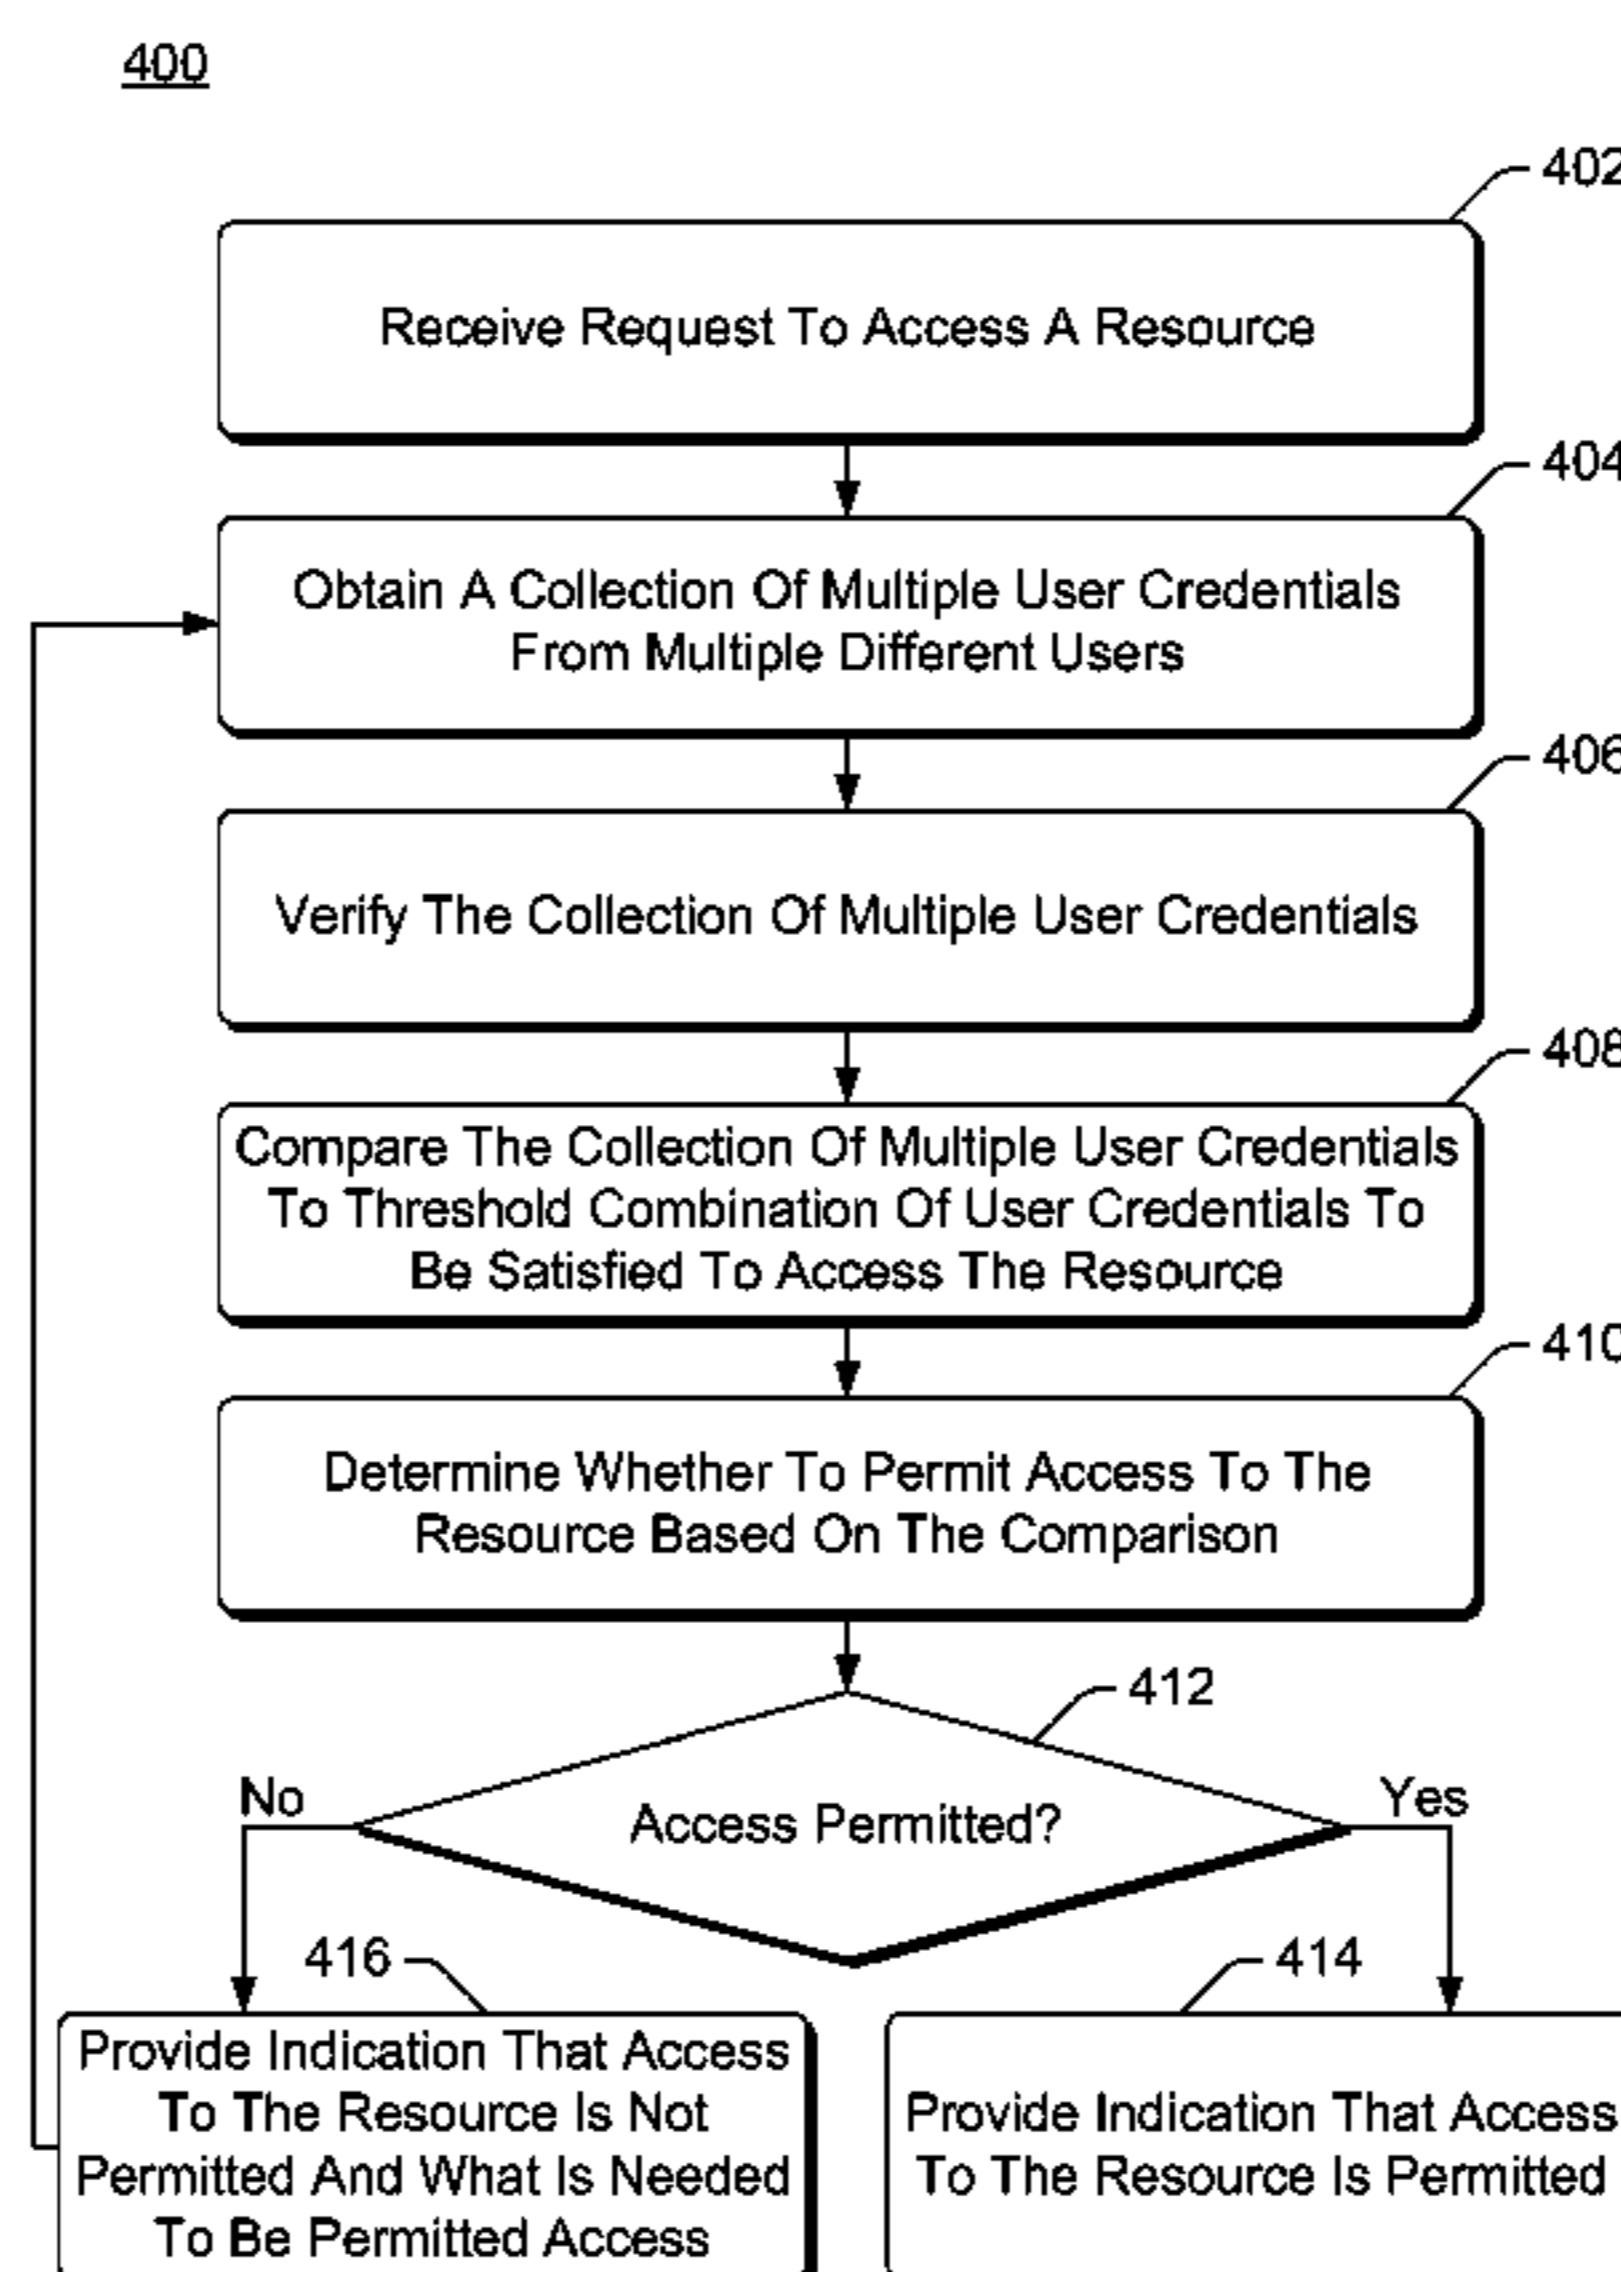 400
402
Receive Request To Access A Resource
404
Obtain A Collection Of Multiple User Credentials
From Multiple Different Users
406
Verify The Collection Of Multiple User Credentials
408
Compare The Collection Of Multiple User Credentials
To Threshold Combination Of User Credentials To
Be Satisfied To Access The Resource
410
Determine Whether To Permit Access To The
Resource Based On The Comparison
412
No
Access Permitted?
Yes
416
414
Provide Indication That Access
To The Resource Is Not
Permitted And What Is Needed
To Be Permitted Access
Provide Indication That Access
To The Resource Is Permitted